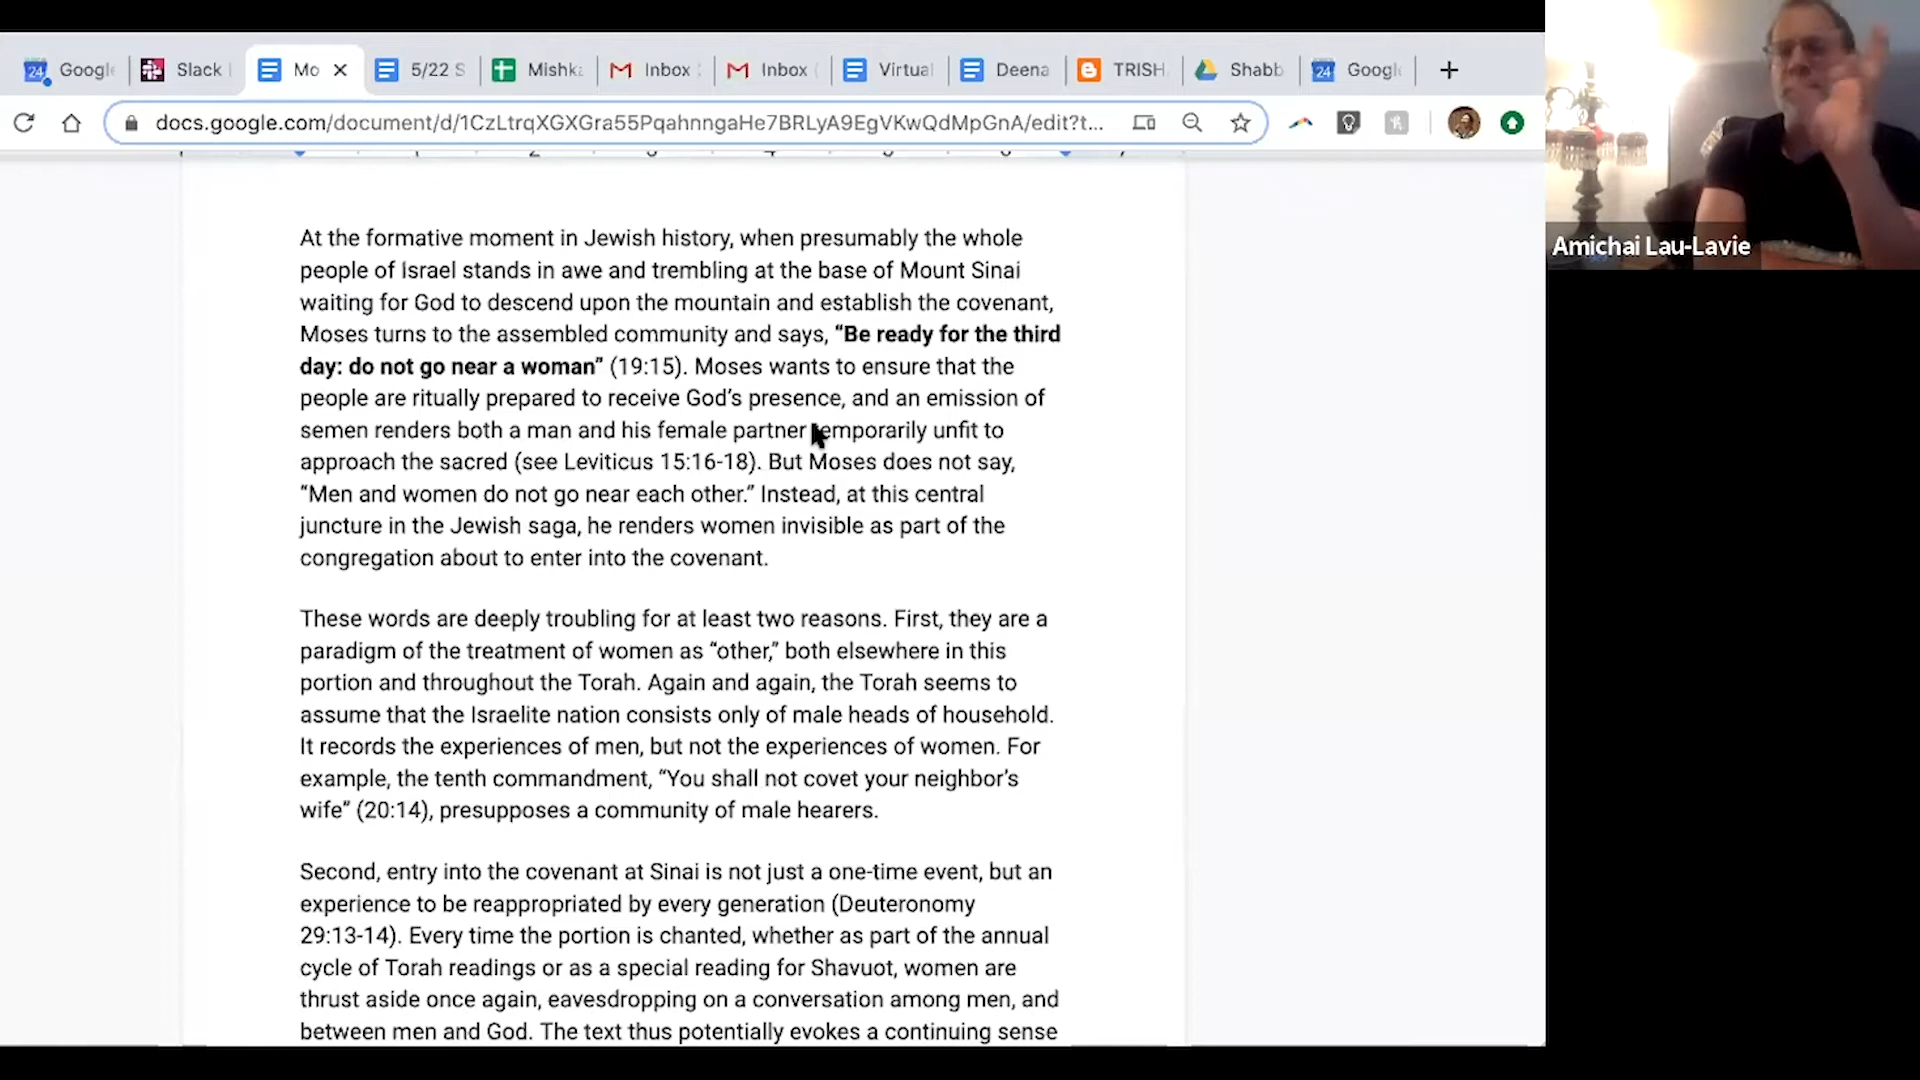 Google
Slack
Mo
5/22 S
Mishka
Inbox
Inbox (
Virtual
Deena
TRISH
Shabb
Google
docs.google.com/document/d/1CzLtrqXGXGra55PqahnngaHe7BRLyA9EgVKwQdMpGnA/edit?t...
At the formative moment in Jewish history, when presumably the whole
people of Israel stands in awe and trembling at the base of Mount Sinai
waiting for God to descend upon the mountain and establish the covenant,
Moses turns to the assembled community and says, “Be ready for the third
day: do not go near a woman” (19:15). Moses wants to ensure that the
people are ritually prepared to receive God’s presence, and an emission of
semen renders both a man and his female partner temporarily unfit to
approach the sacred (see Leviticus 15:16-18). But Moses does not say,
“Men and women do not go near each other.” Instead, at this central
juncture in the Jewish saga, he renders women invisible as part of the
congregation about to enter into the covenant.
These words are deeply troubling for at least two reasons. First, they are a
paradigm of the treatment of women as “other,” both elsewhere in this
portion and throughout the Torah. Again and again, the Torah seems to
assume that the Israelite nation consists only of male heads of household.
It records the experiences of men, but not the experiences of women. For
example, the tenth commandment, “You shall not covet your neighbor’s
wife” (20:14), presupposes a community of male hearers.
Second, entry into the covenant at Sinai is not just a one-time event, but an
experience to be reappropriated by every generation (Deuteronomy
29:13-14). Every time the portion is chanted, whether as part of the annual
cycle of Torah readings or as a special reading for Shavuot, women are
thrust aside once again, eavesdropping on a conversation among men, and
between men and God. The text thus potentially evokes a continuing sense
Amichai Lau-Lavie